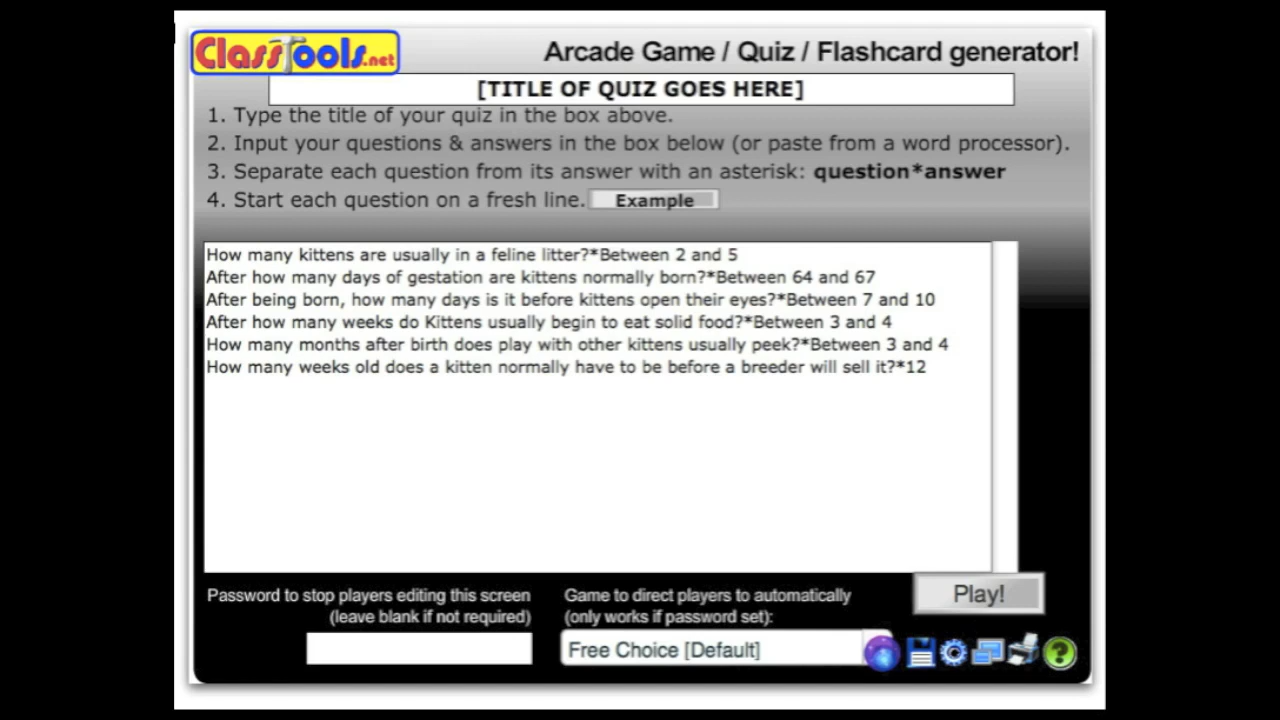 ClassTools.net
Arcade Game / Quiz / Flashcard generator!
[TITLE OF QUIZ GOES HERE]
1. Type the title of your quiz in the box above.
2. Input your questions & answers in the box below (or paste from a word processor).
3. Separate each question from its answer with an asterisk: question*answer
4. Start each question on a fresh line. Example
How many kittens are usually in a feline litter?*Between 2 and 5
After how many days of gestation are kittens normally born?*Between 64 and 67
After being born, how many days is it before kittens open their eyes?*Between 7 and 10
After how many weeks do Kittens usually begin to eat solid food?*Between 3 and 4
How many months after birth does play with other kittens usually peek?*Between 3 and 4
How many weeks old does a kitten normally have to be before a breeder will sell it?*12
Password to stop players editing this screen
(leave blank if not required)
Game to direct players to automatically
(only works if password set):
Play!
Free Choice [Default]
?